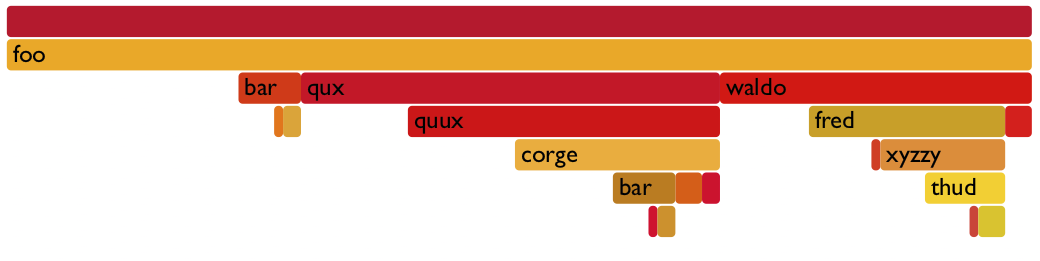 foo
bar qux waldo
quux fred
corge xyzzy
bar thud